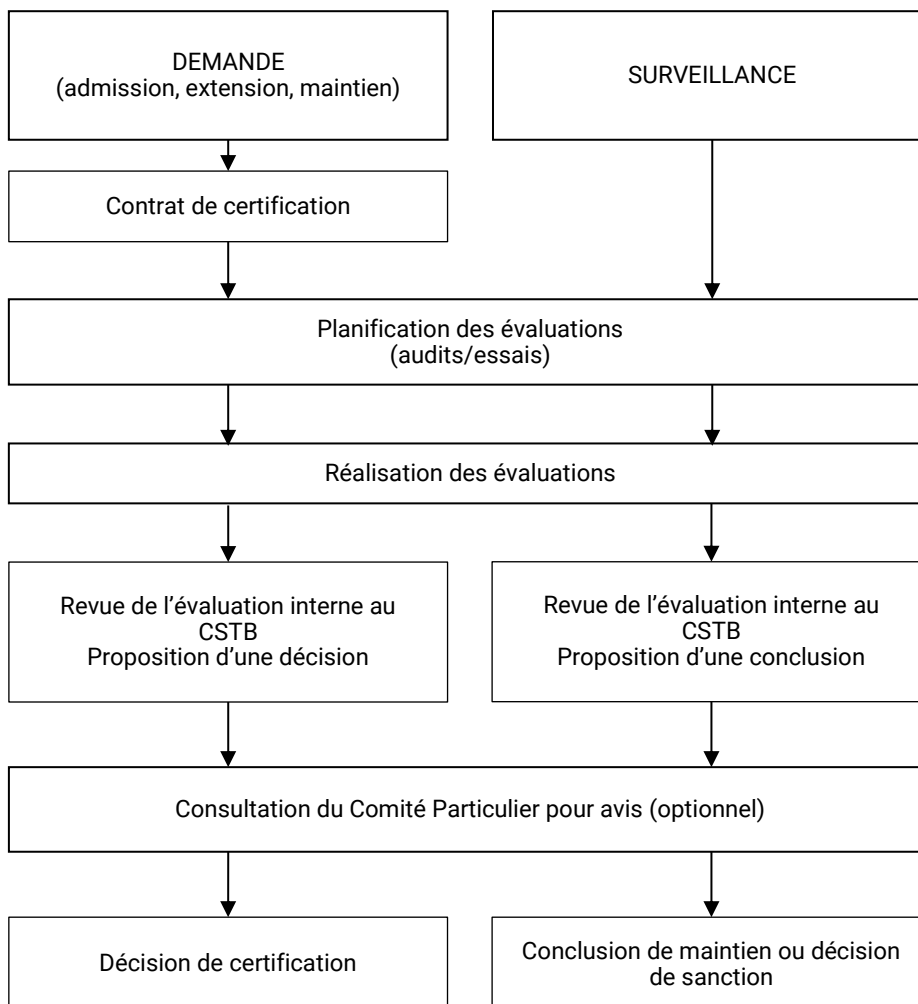 DEMANDE
(admission, extension, maintien)
SURVEILLANCE
Contrat de certification
Planification des évaluations
(audits/essais)
Réalisation des évaluations
Revue de l’évaluation interne au
CSTB
Proposition d’une décision
Revue de l’évaluation interne au
CSTB
Proposition d’une conclusion
Consultation du Comité Particulier pour avis (optionnel)
Décision de certification
Conclusion de maintien ou décision
de sanction